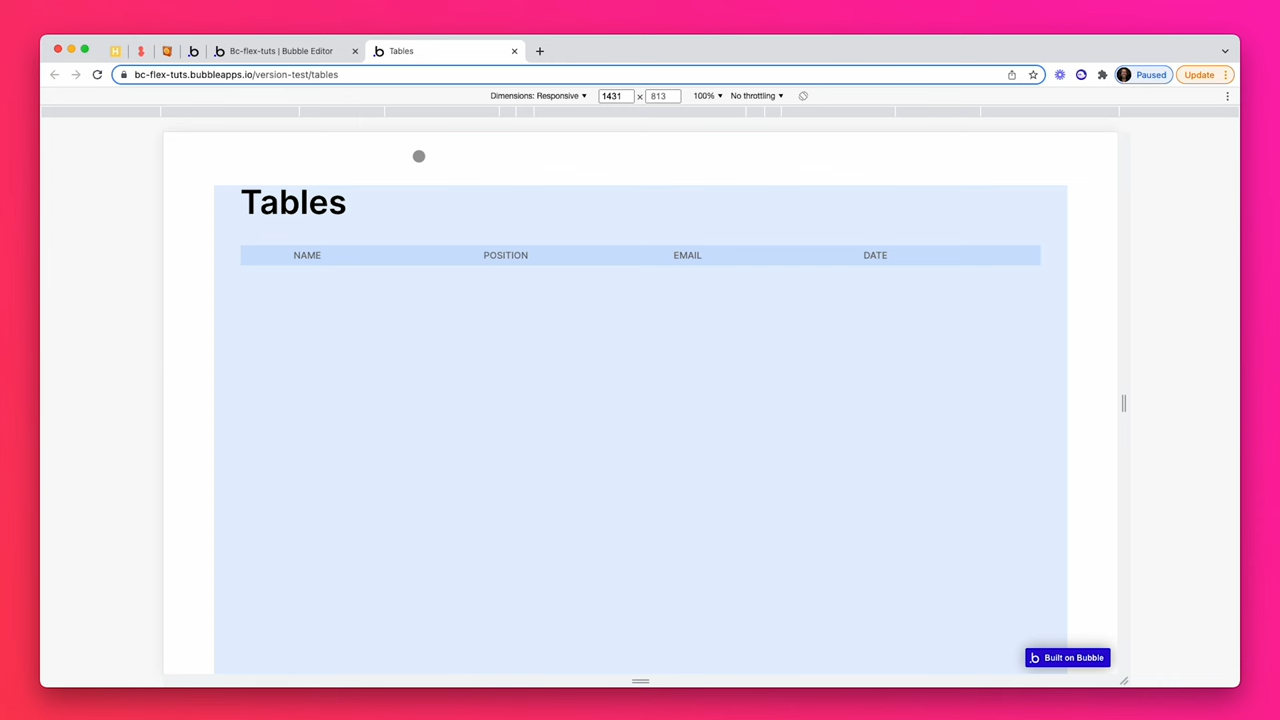 Bc-flex-tuts | Bubble Editor
Tables
bc-flex-tuts.bubbleapps.io/version-test/tables
Paused
Update
Dimensions: Responsive
1431
x
813
100%
No throttling
Tables
NAME
POSITION
EMAIL
DATE
Built on Bubble